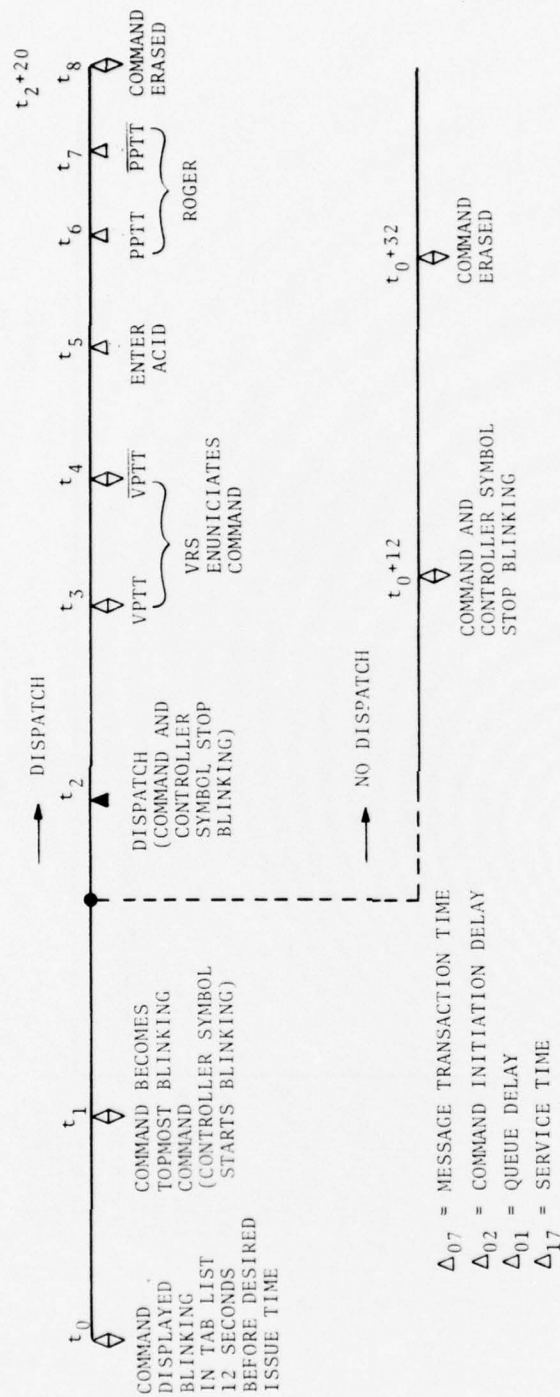 t0
COMMAND
DISPLAYED
BLINKING
IN TAB LIST
12 SECONDS
BEFORE DESIRED
ISSUE TIME
t1
COMMAND BECOMES
TOPMOST BLINKING
COMMAND
(CONTROLLER SYMBOL
STARTS BLINKING)
DISPATCH
t2
DISPATCH
(COMMAND AND
CONTROLLER
SYMBOL STOP
BLINKING)
t3
VPTT
t4
VPTT
VRS
ENUNICIATES
COMMAND
t5
ENTER
ACID
t6
PPTT
t7
PPTT
ROGER
t2+20
t8
COMMAND
ERASED
NO DISPATCH
t0+12
COMMAND AND
CONTROLLER SYMBOL
STOP BLINKING
t0+32
COMMAND
ERASED
Δ07 = MESSAGE TRANSACTION TIME
Δ02 = COMMAND INITIATION DELAY
Δ01 = QUEUE DELAY
Δ17 = SERVICE TIME